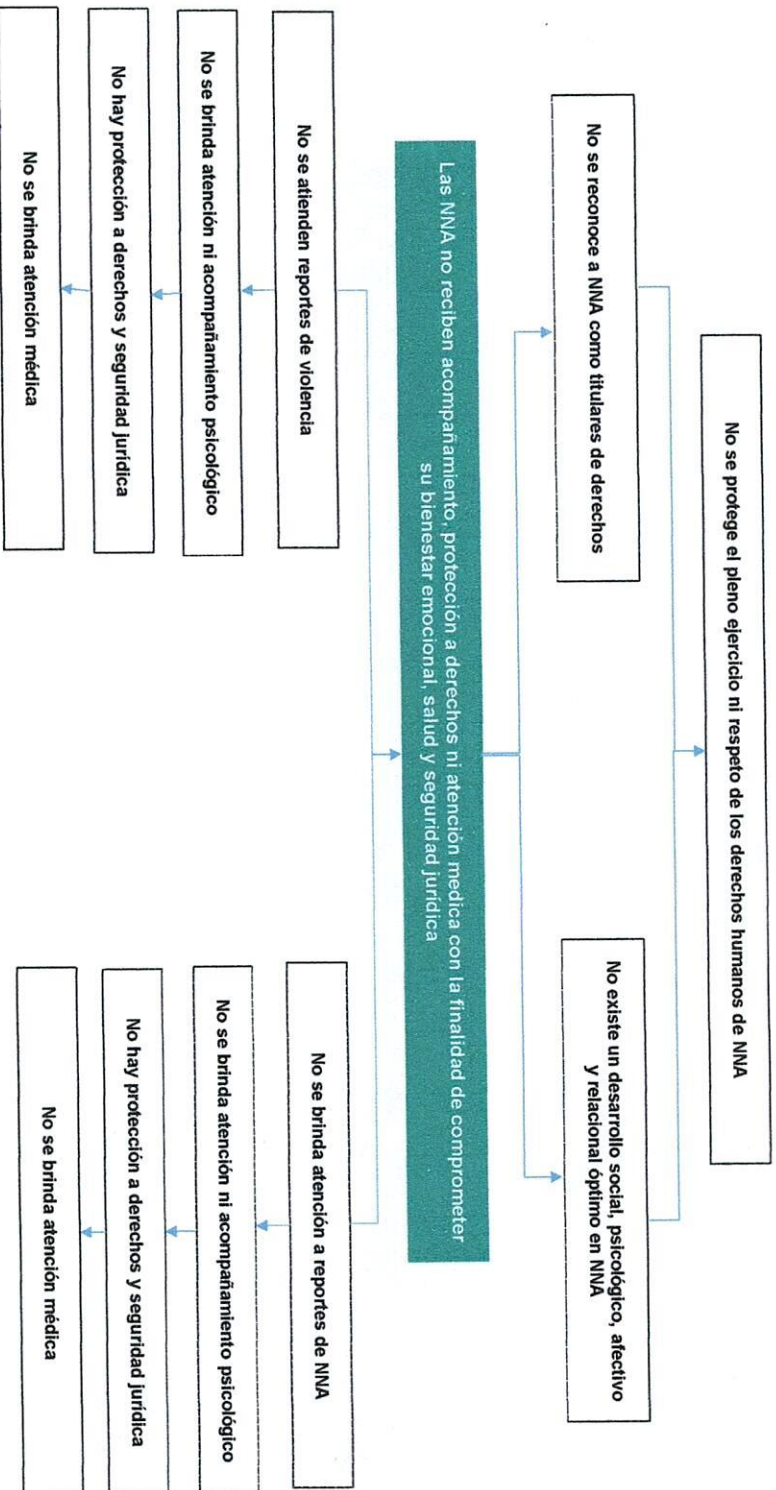 No se protege el pleno ejercicio ni respeto de los derechos humanos de NNA
No se reconoce a NNA como titulares de derechos
No existe un desarrollo social, psicológico, afectivo
y relacional óptimo en NNA
Las NNA no reciben acompañamiento, protección a derechos ni atención medica con la finalidad de comprometer
su bienestar emocional, salud y seguridad jurídica
No se atienden reportes de violencia
No se brinda atención ni acompañamiento psicológico
No hay protección a derechos y seguridad jurídica
No se brinda atención médica
No se brinda atención a reportes de NNA
No se brinda atención ni acompañamiento psicológico
No hay protección a derechos y seguridad jurídica
No se brinda atención médica